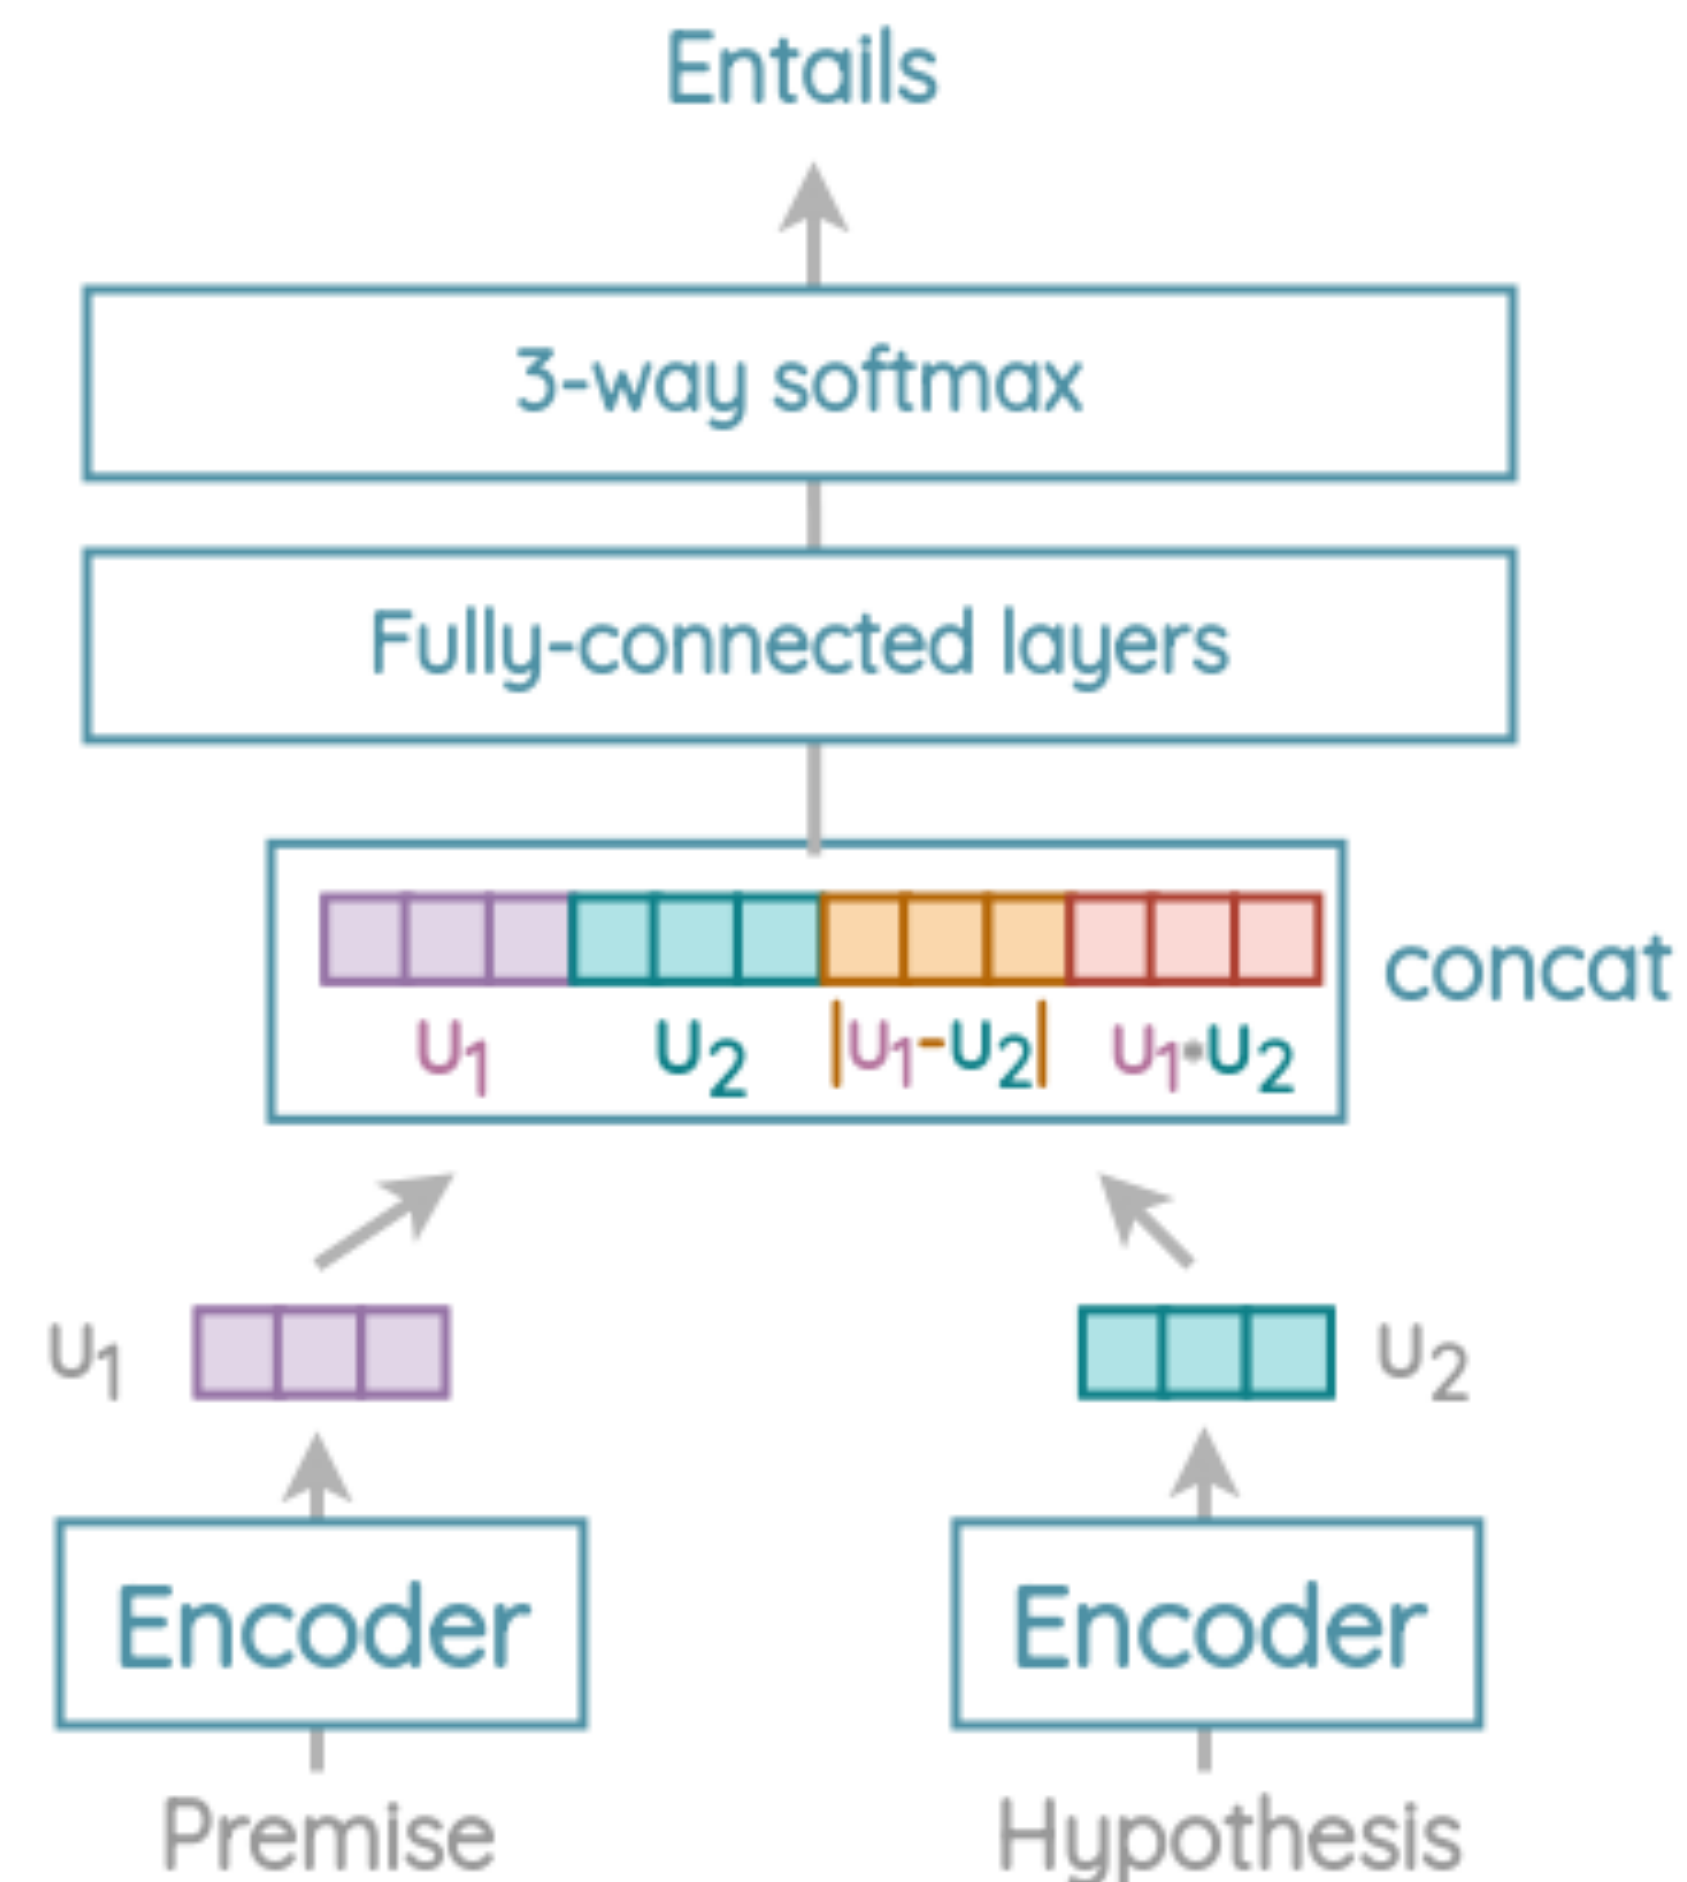 Entails
3-way softmax
Fully-connected layers
U1 U2 |U1-U2| U1•U2
concat
U1
U2
Encoder Encoder
Premise Hypothesis